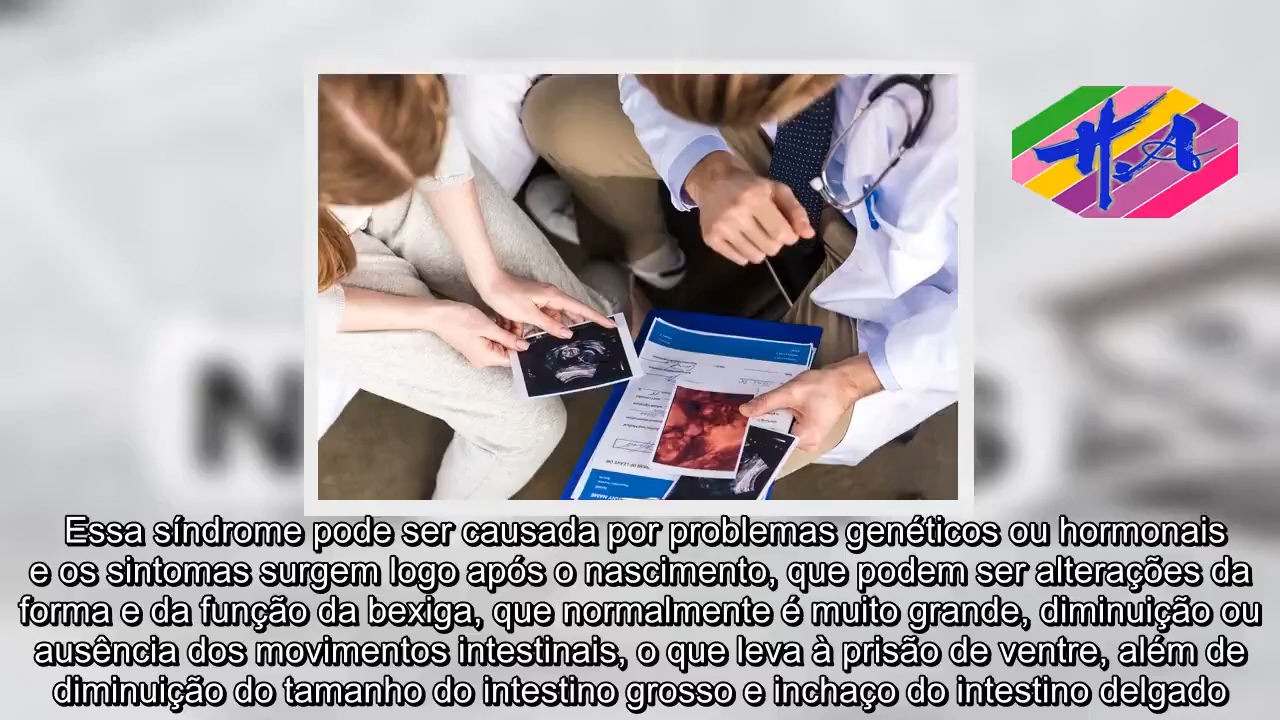 H.A
Essa síndrome pode ser causada por problemas genéticos ou hormonais
e os sintomas surgem logo após o nascimento, que podem ser alterações da
forma e da função da bexiga, que normalmente é muito grande, diminuição ou
ausência dos movimentos intestinais, o que leva à prisão de ventre, além de
diminuição do tamanho do intestino grosso e inchaço do intestino delgado